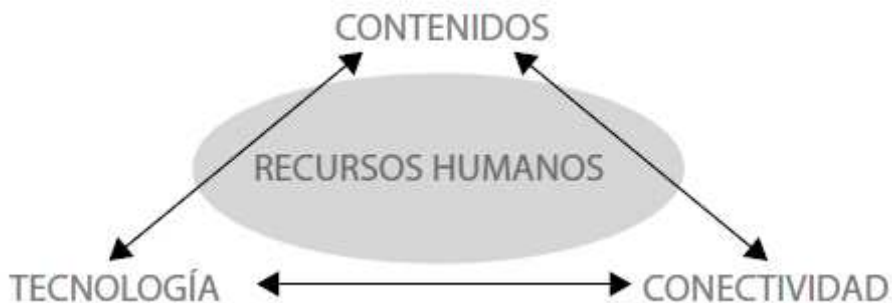 CONTENIDOS
RECURSOS HUMANOS
TECNOLOGÍA
CONECTIVIDAD